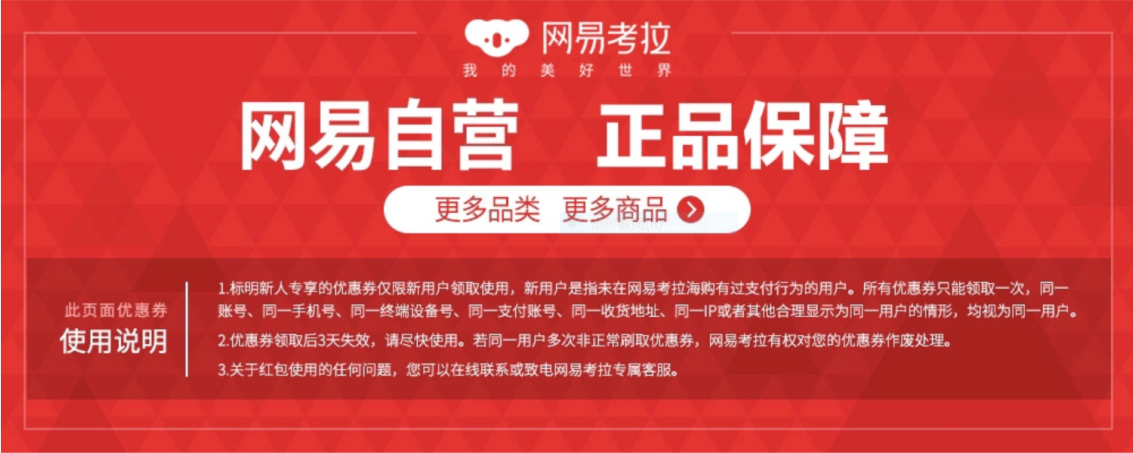 网易考拉
我的美好世界
网易自营 正品保障
更多品类 更多商品
此页面优惠券
使用说明
1.标明新人专享的优惠券仅限新用户领取使用，新用户是指未在网易考拉海购有过支付行为的用户。所有优惠券只能领取一次，同一
账号、同一手机号、同一终端设备号、同一支付账号、同一收货地址、同一IP或者其他合理显示为同一用户的情形，均视为同一用户。
2.优惠券领取后3天失效，请尽快使用。若同一用户多次非正常刷取优惠券，网易考拉有权对您的优惠券作废处理。
3.关于红包使用的任何问题，您可以在线联系或致电网易考拉专属客服。